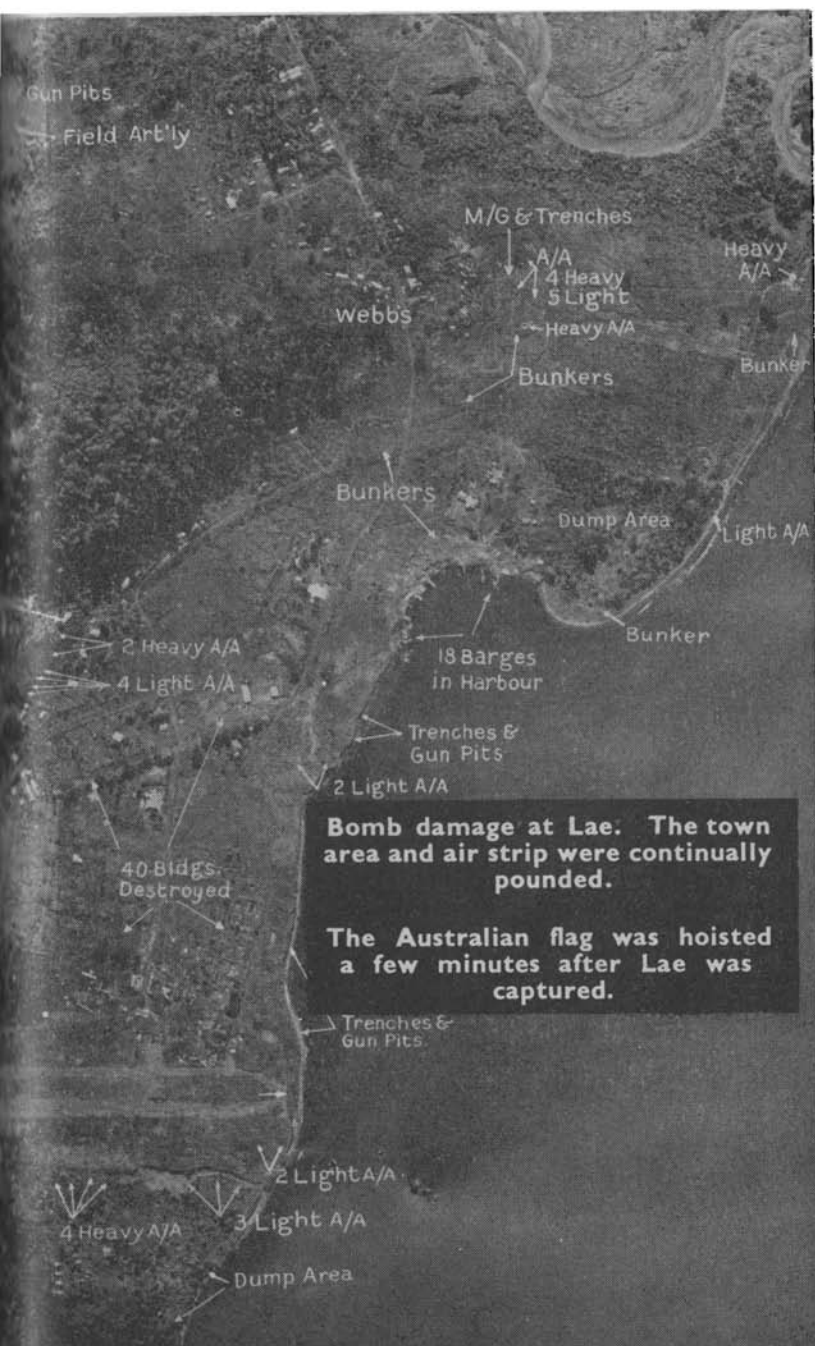 Gun Pits
Field Art'ly
M/G & Trenches
A/A
4 Heavy
5 Light
Heavy
A/A
Webbs
Heavy A/A
Bunker
Bunkers
Bunkers
Dump Area
Light A/A
Bunker
2 Heavy A/A
4 Light A/A
18 Barges
in Harbour
Trenches &
Gun Pits
2 Light A/A
Bomb damage at Lae. The town
area and air strip were continually
pounded.
The Australian flag was hoisted
a few minutes after Lae was
captured.
40 Bldgs.
Destroyed
Trenches &
Gun Pits.
2 Light A/A
4 Heavy A/A
3 Light A/A
Dump Area